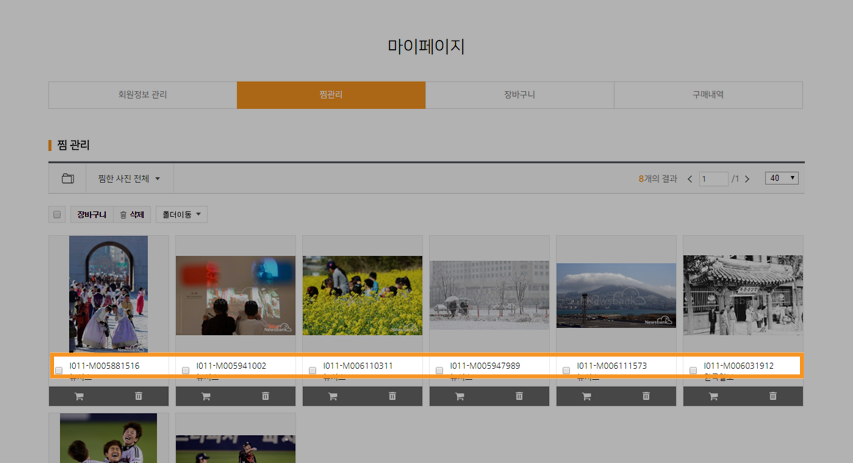 마이페이지
회원정보 관리 찜관리 장바구니 구매내역
찜 관리
찜한 사진 전체 8개의 결과 1 /1 40
장바구니 삭제 폴더이동
Newsbank
I011-M005881516 I011-M005941002 I011-M006110311 I011-M005947989 I011-M006111573 I011-M006031912